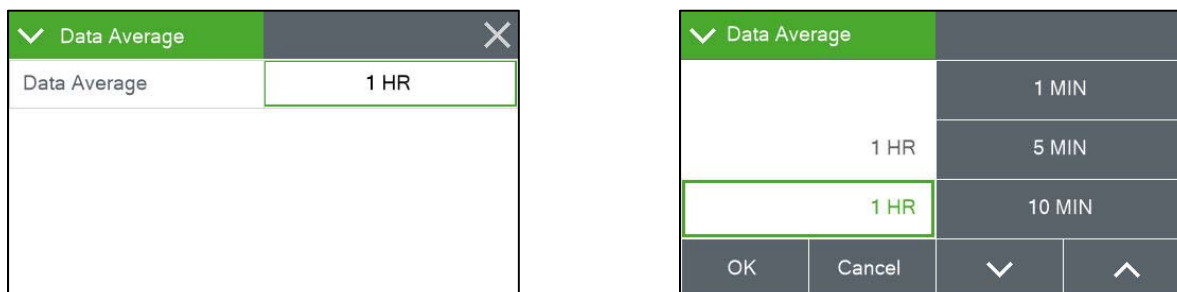 Data Average
Data Average 1 HR
Data Average
1 MIN
1 HR 5 MIN
1 HR 10 MIN
OK Cancel